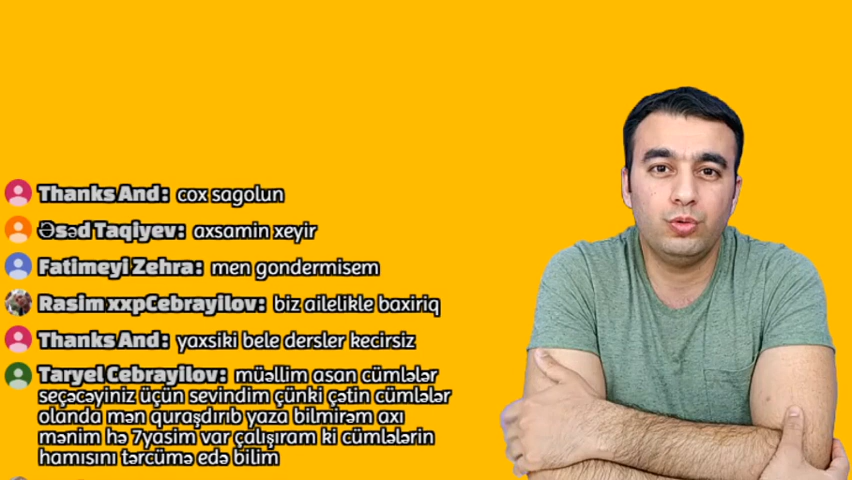 Thanks And: cox sagolun
Əsəd Taqiyev: axsamin xeyir
Fatimeyi Zehra: men gondermisem
Rasim xxpCebrayilov: biz ailelikle baxiriq
Thanks And: yaxsiki bele dersler kecirsiz
Taryel Cebrayilov: müəllim asan cümlələr
seçəcəyiniz üçün sevindim çünki çətin cümlələr
olanda mən quraşdırıb yaza bilmirəm axı
mənim hə 7yasim var çalışıram ki cümlələrin
hamısını tərcümə edə bilim